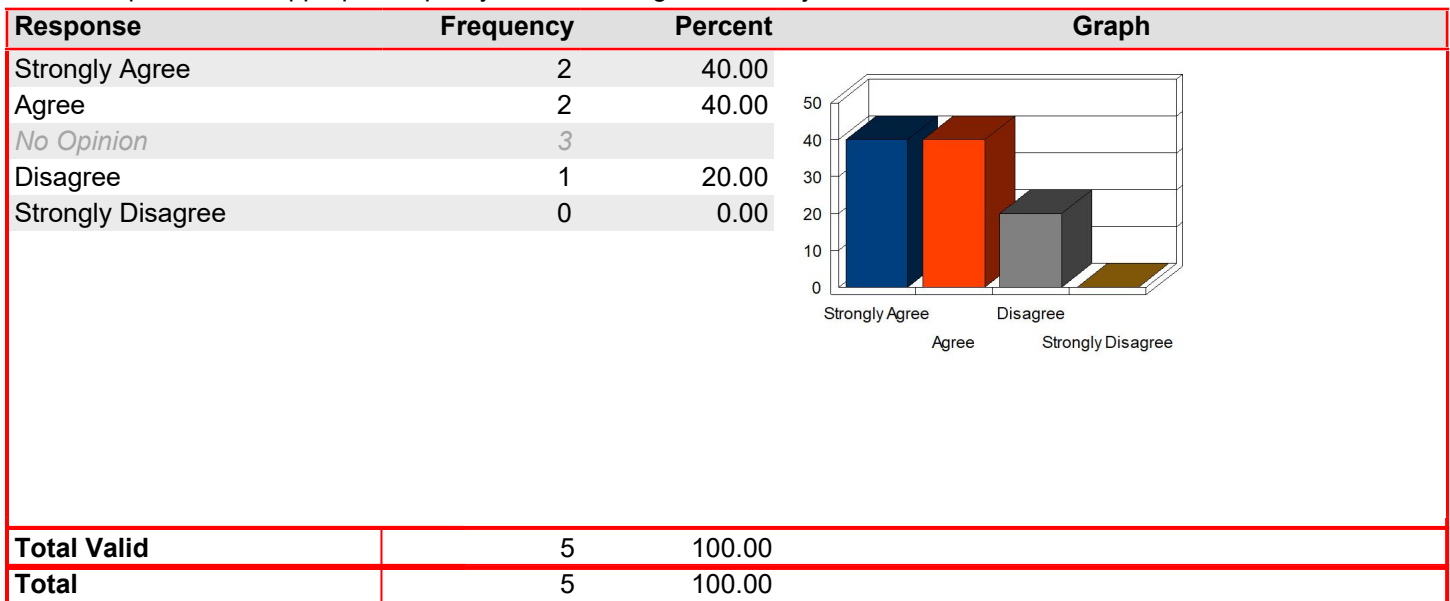 Response Frequency Percent Graph
Strongly Agree 2 40.00
Agree 2 40.00
No Opinion 3
Disagree 1 20.00
Strongly Disagree 0 0.00
50
40
30
20
10
0
Strongly Agree Disagree
Agree Strongly Disagree
Total Valid 5 100.00
Total 5 100.00